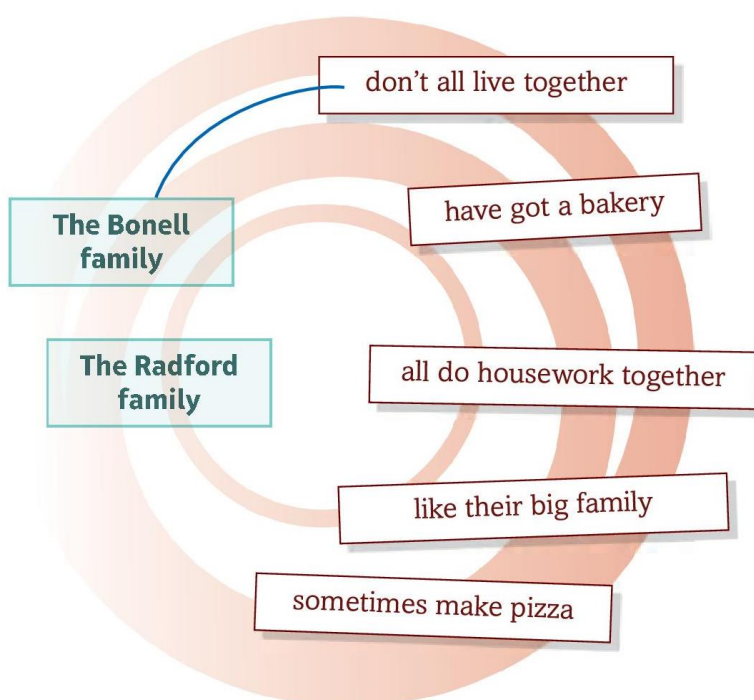 don't all live together
have got a bakery
The Bonell
family
The Radford
family
all do housework together
like their big family
sometimes make pizza